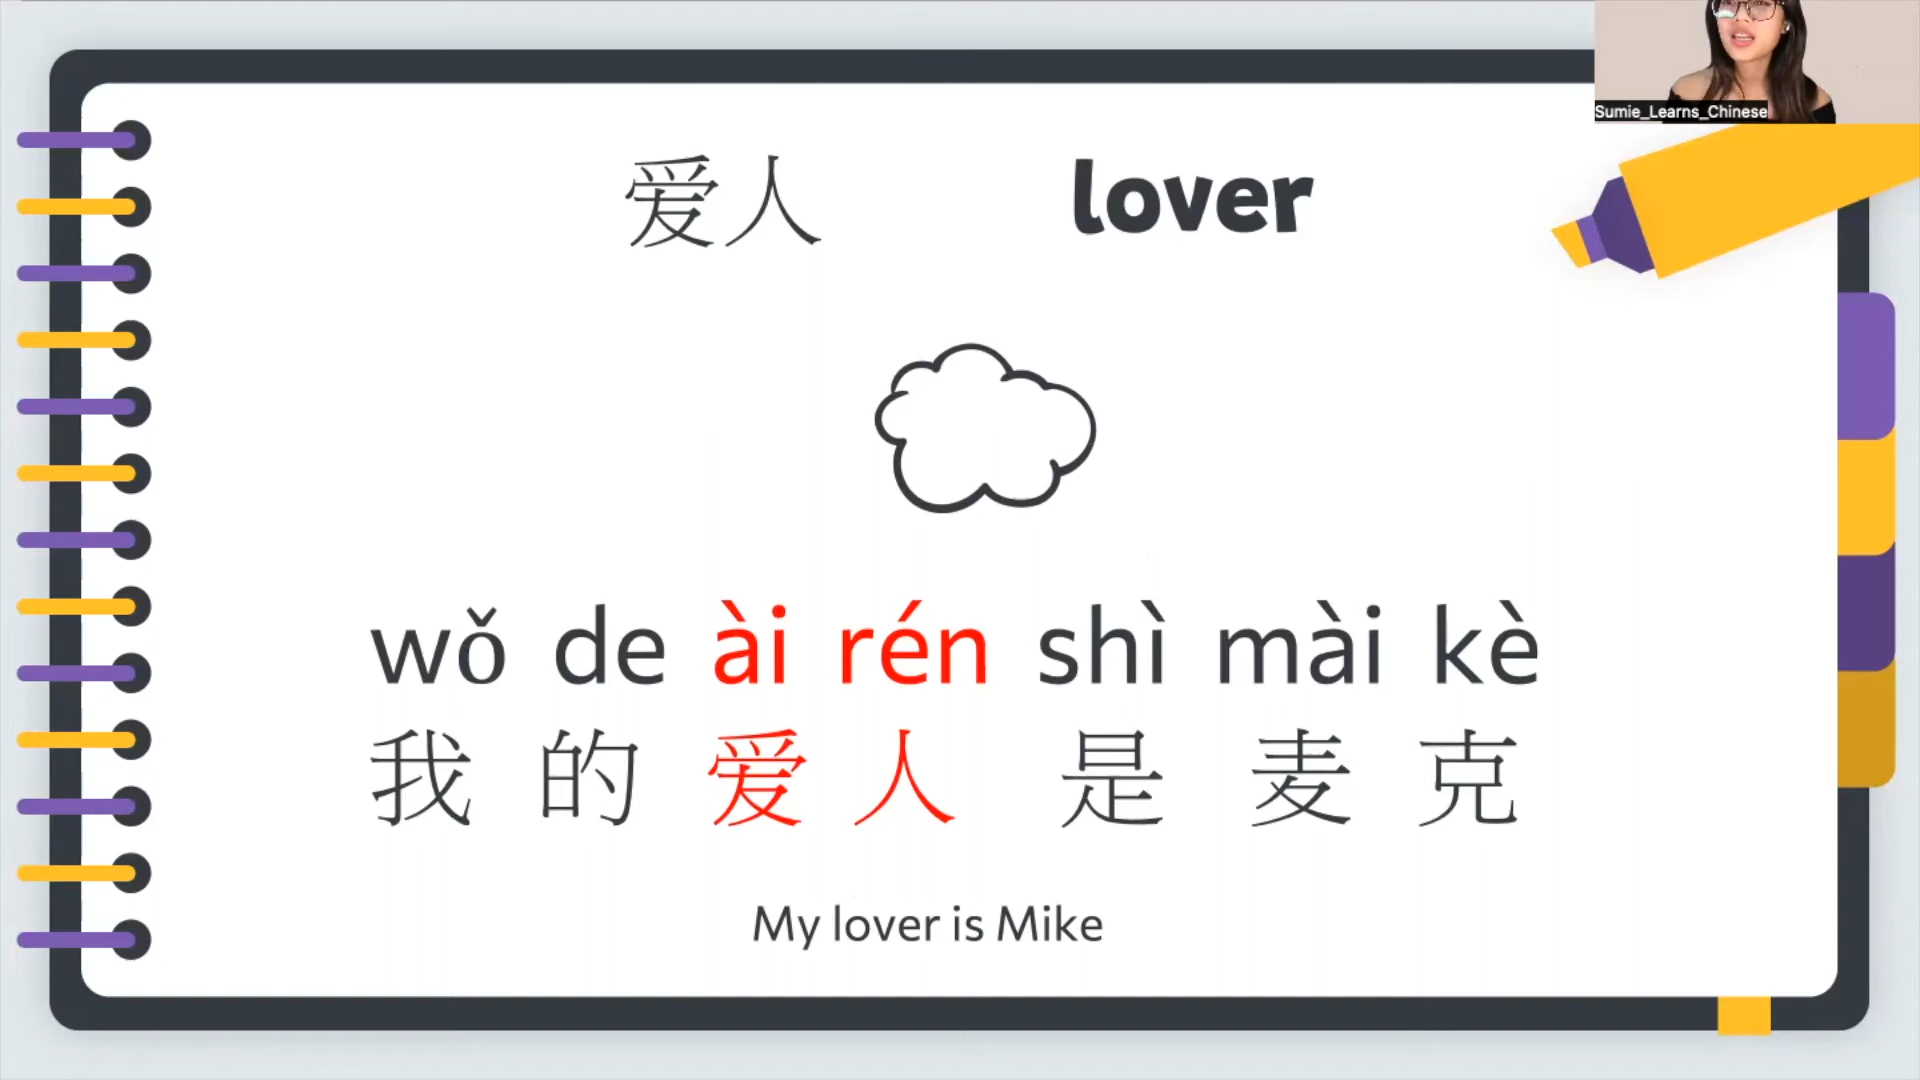 Sumie_Learns_Chinese
爱人 lover
wǒ de ài rén shì mài kè
我 的 爱 人 是 麦 克
My lover is Mike